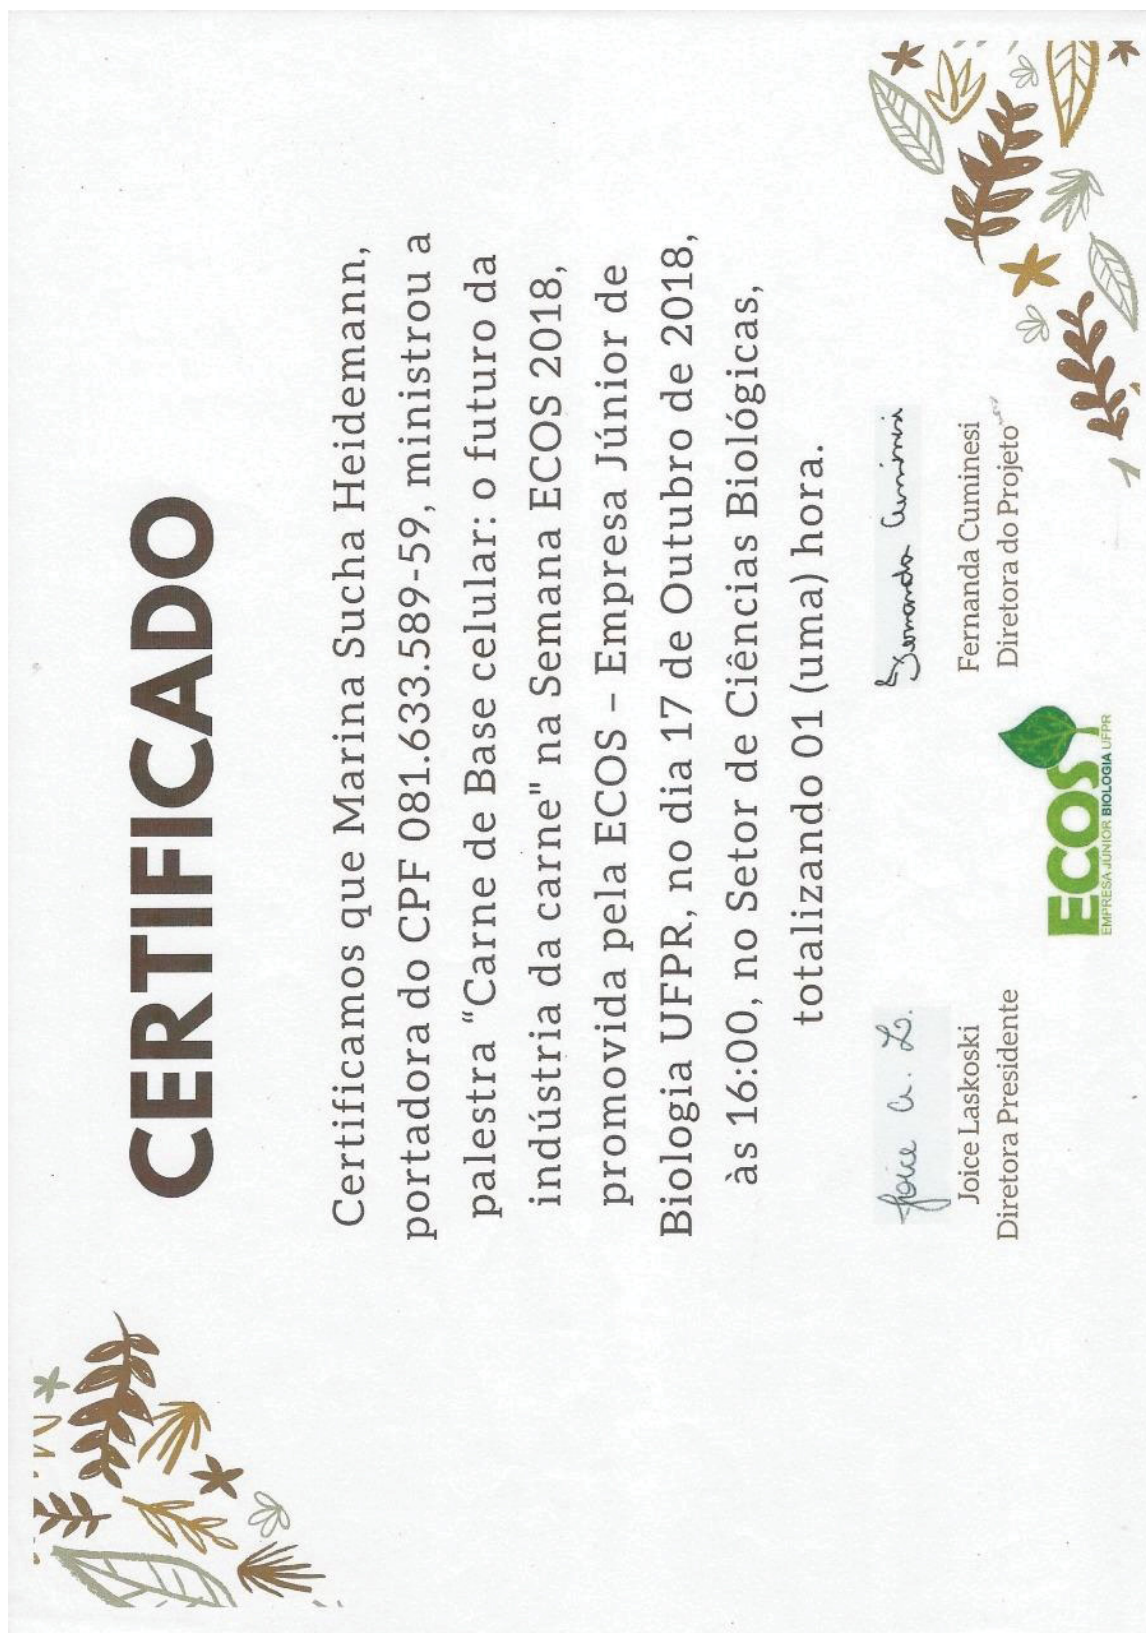 CERTIFICADO
Certificamos que Marina Sucha Heidemann,
portadora do CPF 081.633.589-59, ministrou a
palestra “Carne de Base celular: o futuro da
indústria da carne" na Semana ECOS 2018,
promovida pela ECOS – Empresa Júnior de
Biologia UFPR, no dia 17 de Outubro de 2018,
às 16:00, no Setor de Ciências Biológicas,
totalizando 01 (uma) hora.
Joice a. L.
Joice Laskoski
Diretora Presidente
Fernanda Cuminesi
Fernanda Cuminesi
Diretora do Projeto
ECOS
EMPRESA JÚNIOR BIOLOGIA UFPR